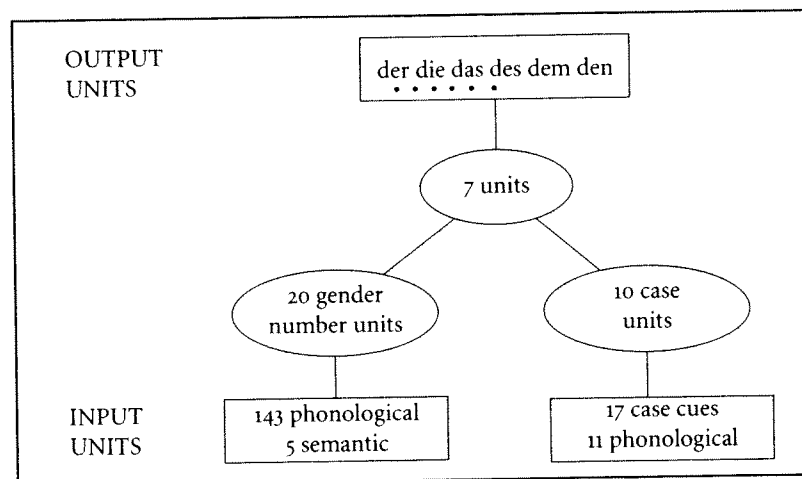 OUTPUT
UNITS
der die das des dem den
. . . . . .
7 units
20 gender
number units
10 case
units
INPUT
UNITS
143 phonological
5 semantic
17 case cues
11 phonological